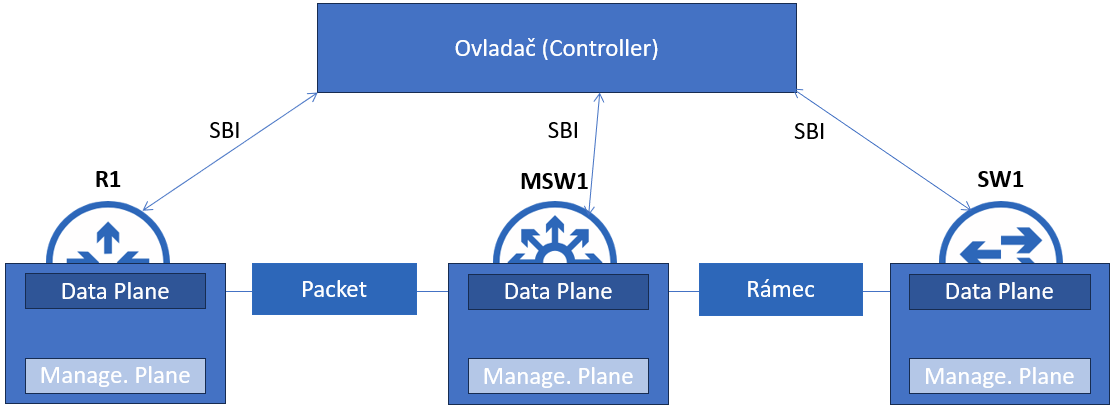 Ovladač (Controller)
SBI
SBI
SBI
R1
MSW1
SW1
Data Plane
Packet
Data Plane
Rámec
Data Plane
Manage. Plane
Manage. Plane
Manage. Plane